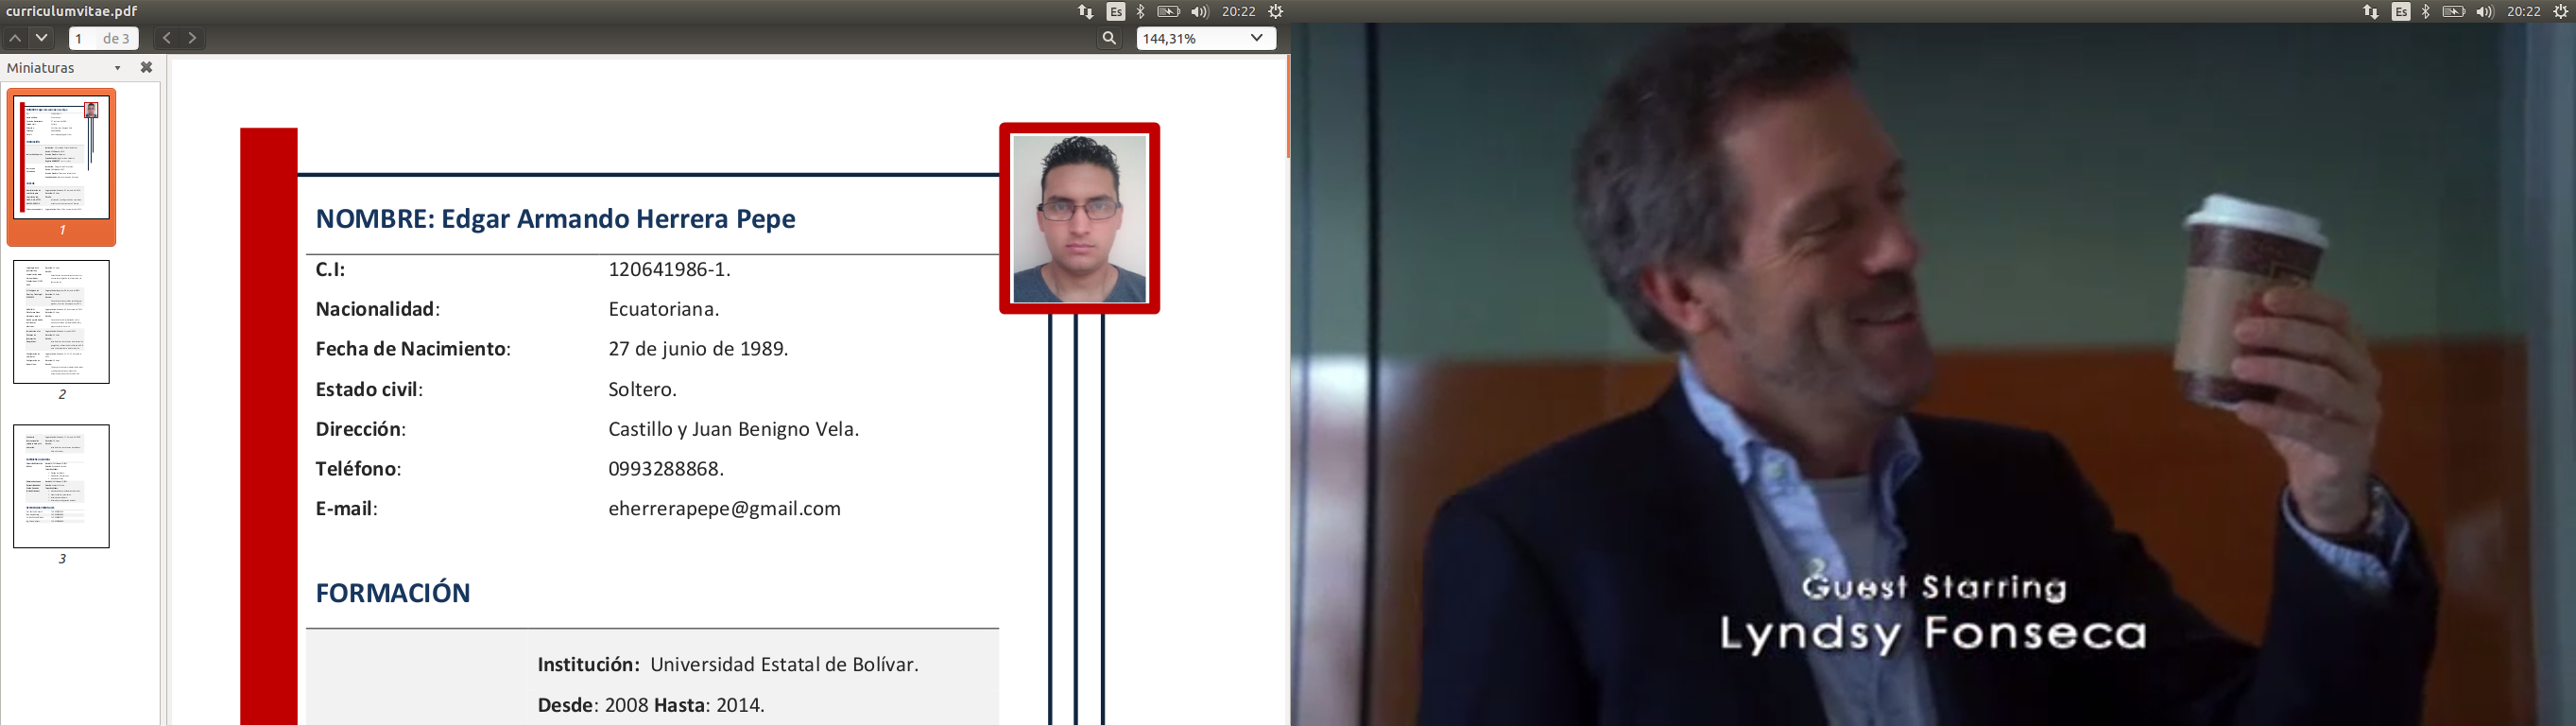 curriculumvitae.pdf
Es 20:22
Es 20:22
1 de 3
144,31%
Miniaturas
1
2
3
NOMBRE: Edgar Armando Herrera Pepe
C.I: 120641986-1.
Nacionalidad: Ecuatoriana.
Fecha de Nacimiento: 27 de junio de 1989.
Estado civil: Soltero.
Dirección: Castillo y Juan Benigno Vela.
Teléfono: 0993288868.
E-mail: eherrerapepe@gmail.com
FORMACIÓN
Institución: Universidad Estatal de Bolívar.
Desde: 2008 Hasta: 2014.
Guest Starring
Lyndsy Fonseca